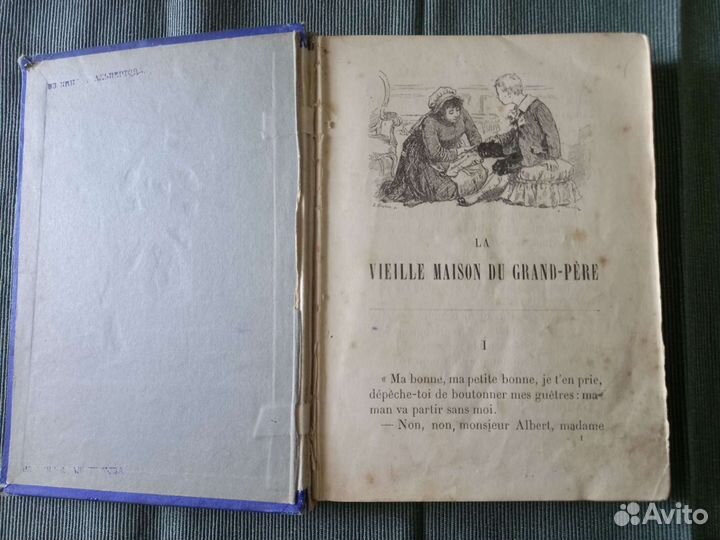 LA
VIEILLE MAISON DU GRAND-PÈRE
I
« Ma bonne, ma petite bonne, je t'en prie,
dépêche-toi de boutonner mes guêtres : ma-
man va partir sans moi.
— Non, non, monsieur Albert, madame
1
Avito